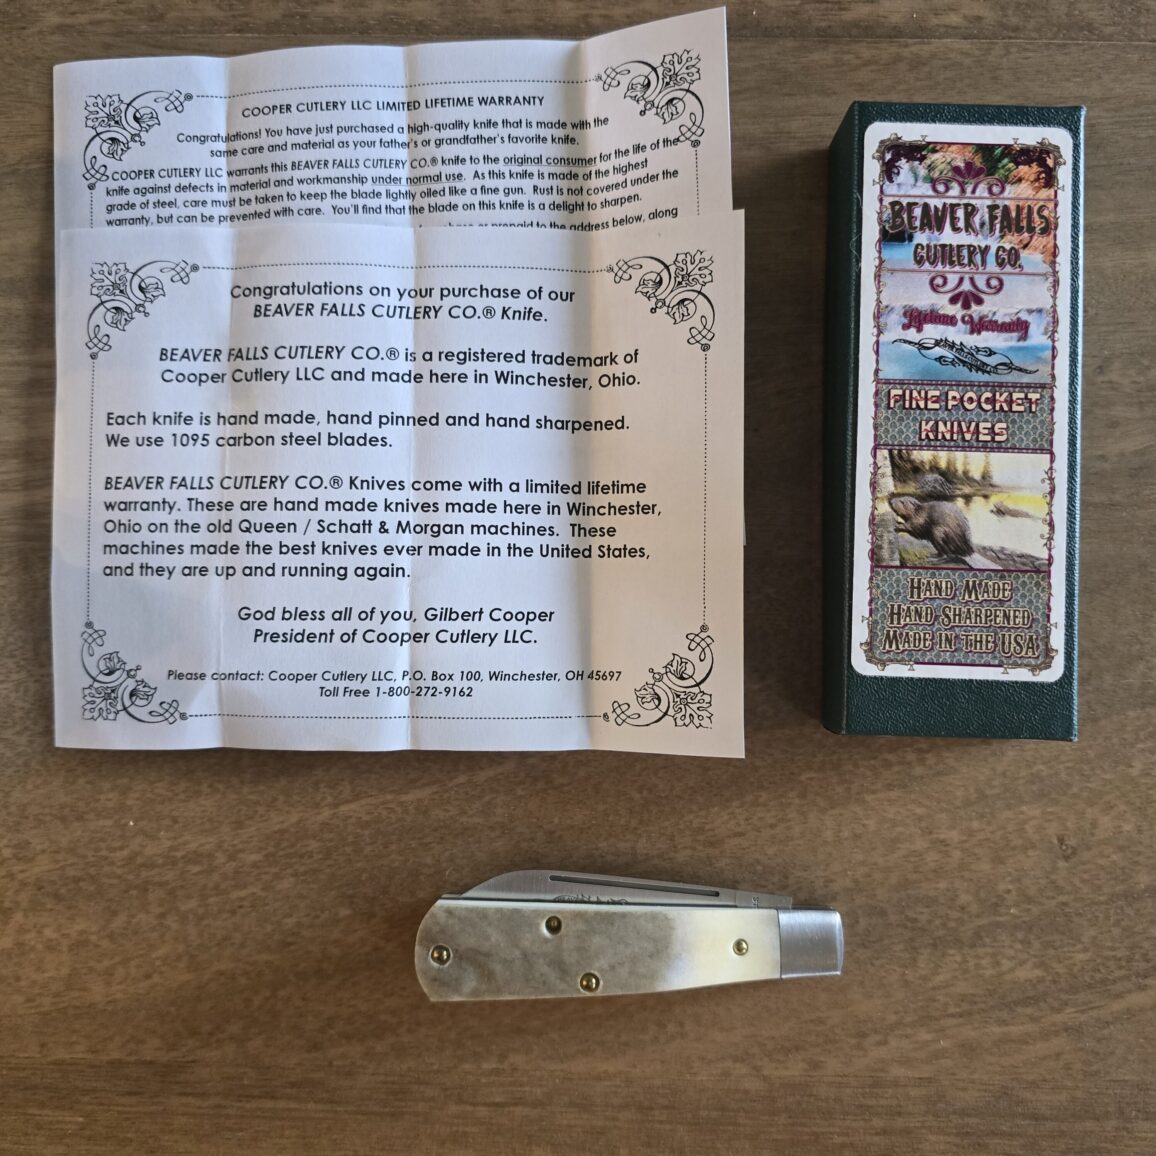 COOPER CUTLERY LLC LIMITED LIFETIME WARRANTY
Congratulations! You have just purchased a high-quality knife that is made with the
same care and material as your father's or grandfather's favorite knife.
COOPER CUTLERY LLC warrants this BEAVER FALLS CUTLERY CO.® knife to the original consumer for the life of the
knife against defects in material and workmanship under normal use. As this knife is made of the highest
grade of steel, care must be taken to keep the blade lightly oiled like a fine gun. Rust is not covered under the
warranty, but can be prevented with care. You'll find that the blade on this knife is a delight to sharpen.
or prepaid to the address below, along
Congratulations on your purchase of our
BEAVER FALLS CUTLERY CO.® Knife.
BEAVER FALLS CUTLERY CO.® is a registered trademark of
Cooper Cutlery LLC and made here in Winchester, Ohio.
Each knife is hand made, hand pinned and hand sharpened.
We use 1095 carbon steel blades.
BEAVER FALLS CUTLERY CO.® Knives come with a limited lifetime
warranty. These are hand made knives made here in Winchester,
Ohio on the old Queen / Schatt & Morgan machines. These
machines made the best knives ever made in the United States,
and they are up and running again.
God bless all of you, Gilbert Cooper
President of Cooper Cutlery LLC.
Please contact: Cooper Cutlery LLC, P.O. Box 100, Winchester, OH 45697
Toll Free 1-800-272-9162
BEAVER FALLS
CUTLERY CO.
Lifetime Warranty
FINE POCKET
KNIVES
HAND MADE
HAND SHARPENED
MADE IN THE USA